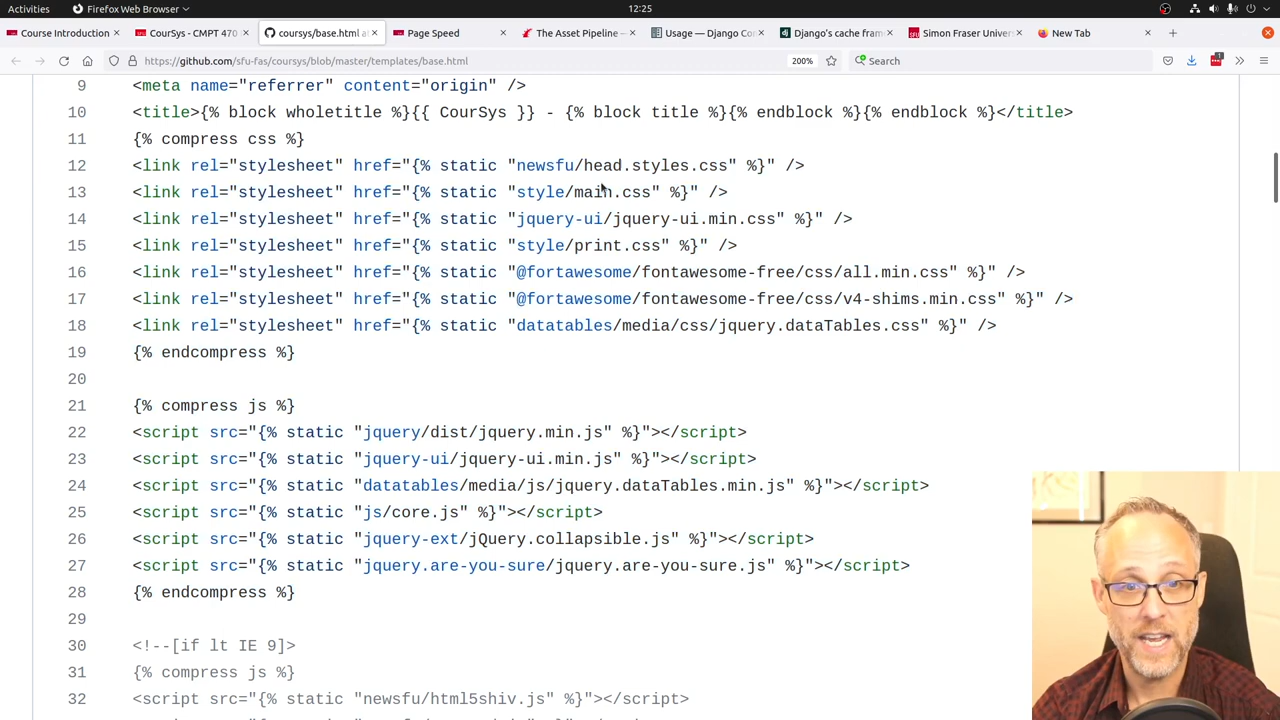 Activities Firefox Web Browser 12:25
Course Introduction CourSys - CMPT 470 coursys/base.html a Page Speed The Asset Pipeline — Usage — Django Co Django's cache fram Simon Fraser Univers New Tab
https://github.com/sfu-fas/coursys/blob/master/templates/base.html 200% Search
9 <meta name="referrer" content="origin" />
10 <title>{% block wholetitle %}{{ CourSys }} - {% block title %}{% endblock %}{% endblock %}</title>
11 {% compress css %}
12 <link rel="stylesheet" href="{% static "newsfu/head.styles.css" %}" />
13 <link rel="stylesheet" href="{% static "style/main.css" %}" />
14 <link rel="stylesheet" href="{% static "jquery-ui/jquery-ui.min.css" %}" />
15 <link rel="stylesheet" href="{% static "style/print.css" %}" />
16 <link rel="stylesheet" href="{% static "@fortawesome/fontawesome-free/css/all.min.css" %}" />
17 <link rel="stylesheet" href="{% static "@fortawesome/fontawesome-free/css/v4-shims.min.css" %}" />
18 <link rel="stylesheet" href="{% static "datatables/media/css/jquery.dataTables.css" %}" />
19 {% endcompress %}
20
21 {% compress js %}
22 <script src="{% static "jquery/dist/jquery.min.js" %}"></script>
23 <script src="{% static "jquery-ui/jquery-ui.min.js" %}"></script>
24 <script src="{% static "datatables/media/js/jquery.dataTables.min.js" %}"></script>
25 <script src="{% static "js/core.js" %}"></script>
26 <script src="{% static "jquery-ext/jQuery.collapsible.js" %}"></script>
27 <script src="{% static "jquery.are-you-sure/jquery.are-you-sure.js" %}"></script>
28 {% endcompress %}
29
30 <!--[if lt IE 9]>
31 {% compress js %}
32 <script src="{% static "newsfu/html5shiv.js" %}"></script>